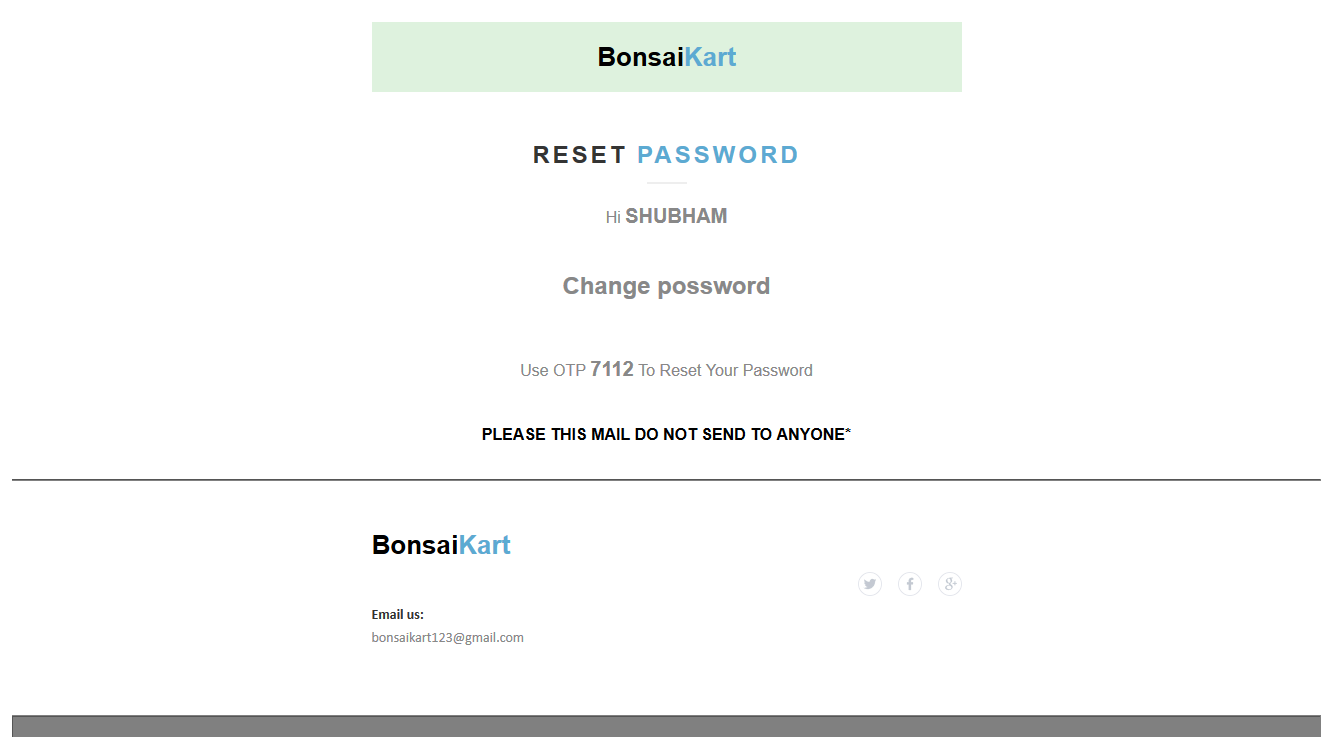 BonsaiKart
RESET PASSWORD
Hi SHUBHAM
Change possword
Use OTP 7112 To Reset Your Password
PLEASE THIS MAIL DO NOT SEND TO ANYONE*
BonsaiKart
Email us:
bonsaikart123@gmail.com